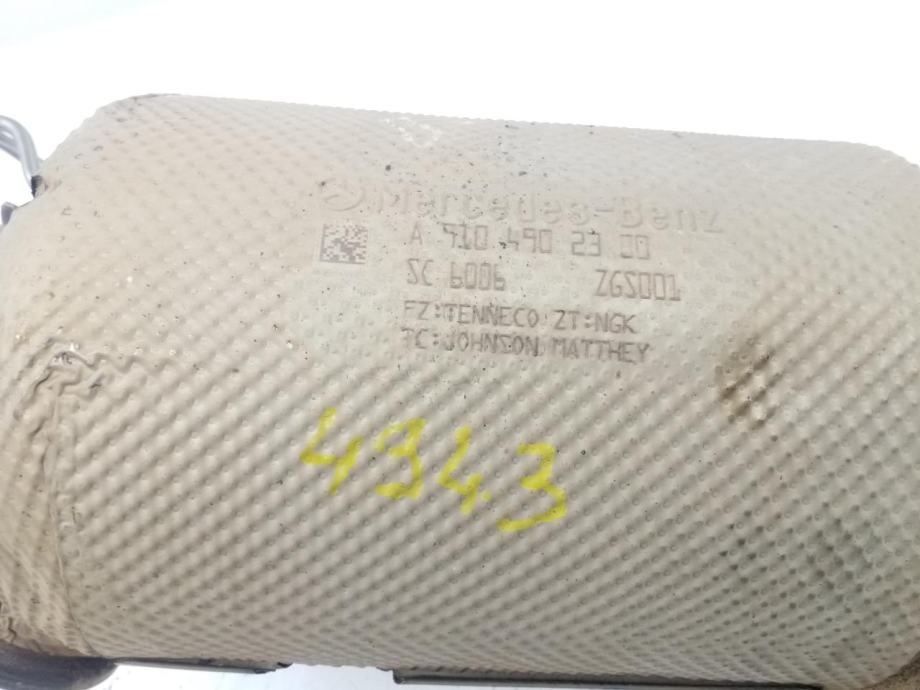 Mercedes-Benz
A 910 490 23 00
SC 6006 ZGS001
FZ:TENNECO ZT:NGK
TC:JOHNSON MATTHEY
4343